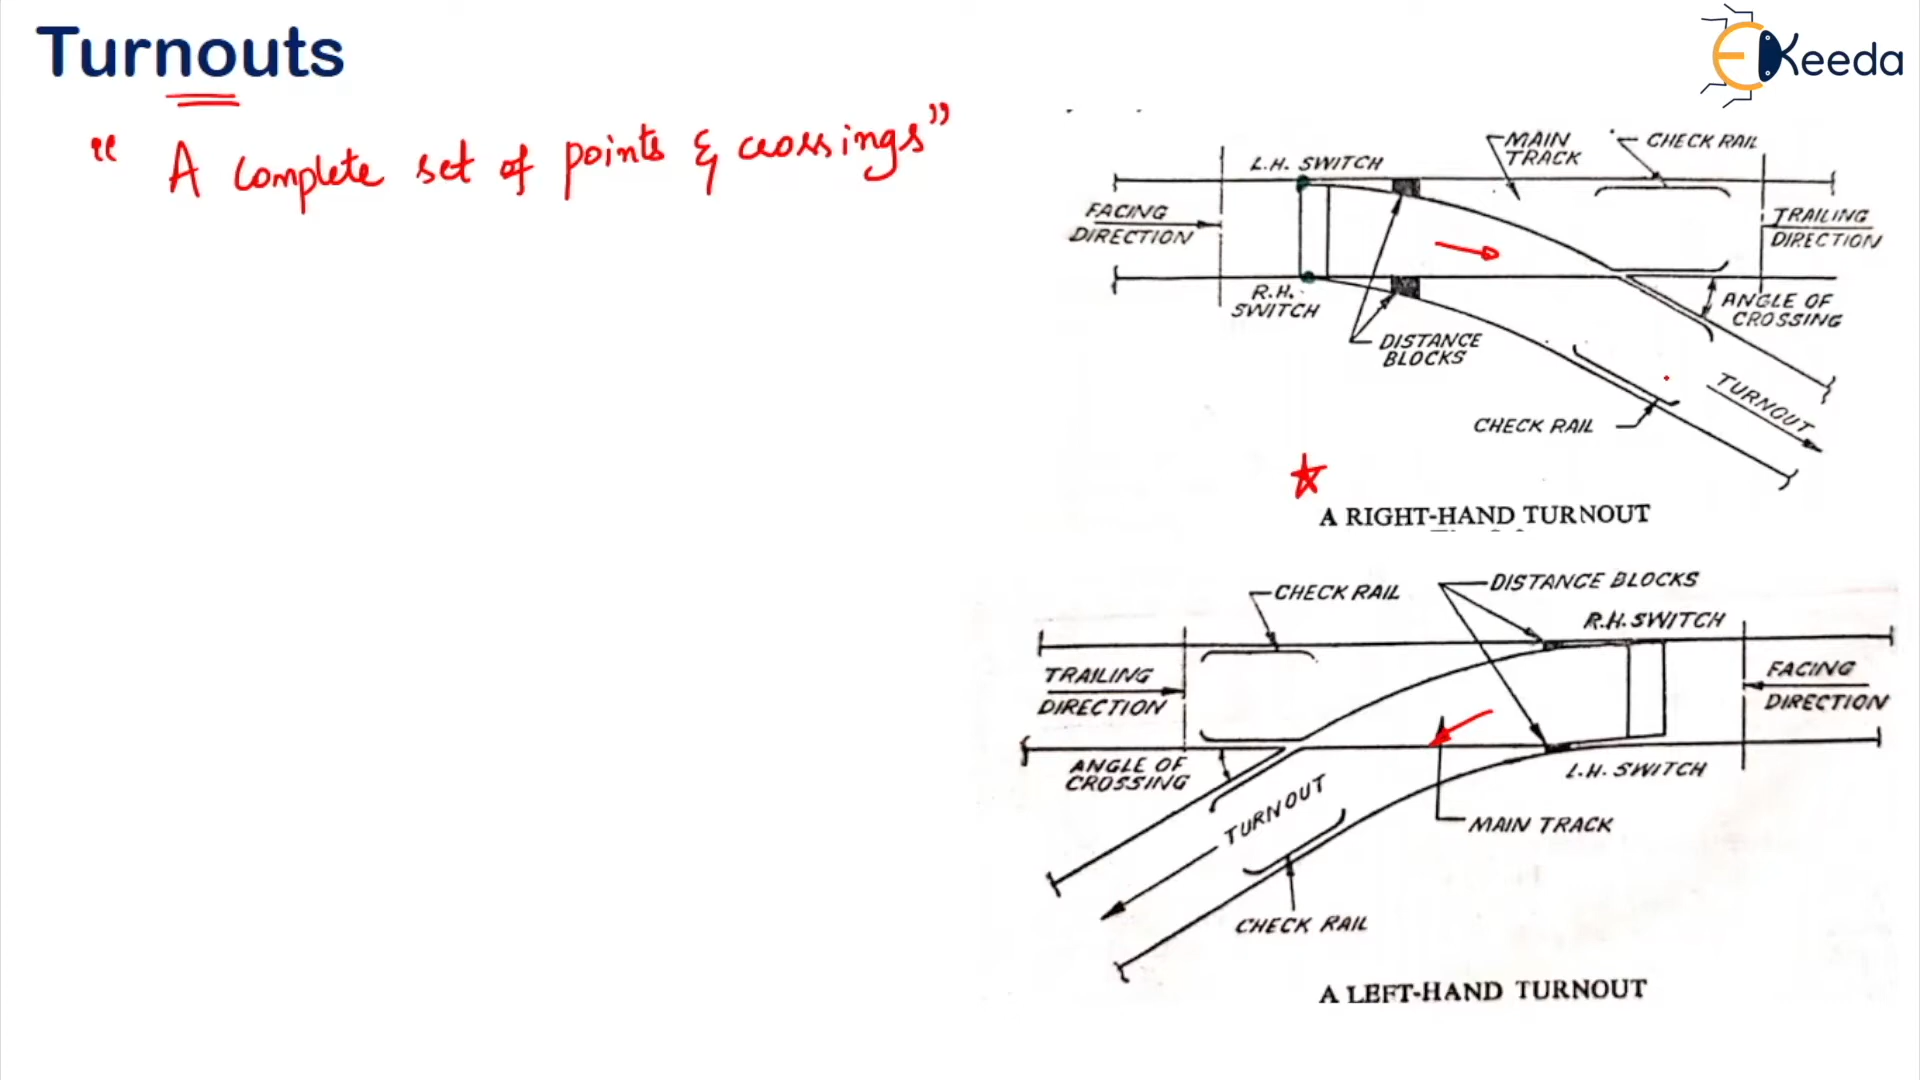 Turnouts
EKeeda
" A complete set of points & crossings"
L.H. SWITCH
MAIN
TRACK
CHECK RAIL
FACING
DIRECTION
TRAILING
DIRECTION
R.H.
SWITCH
DISTANCE
BLOCKS
ANGLE OF
CROSSING
TURNOUT
CHECK RAIL
A RIGHT-HAND TURNOUT
CHECK RAIL
DISTANCE BLOCKS
R.H. SWITCH
TRAILING
DIRECTION
FACING
DIRECTION
ANGLE OF
CROSSING
TURNOUT
L.H. SWITCH
MAIN TRACK
CHECK RAIL
A LEFT-HAND TURNOUT